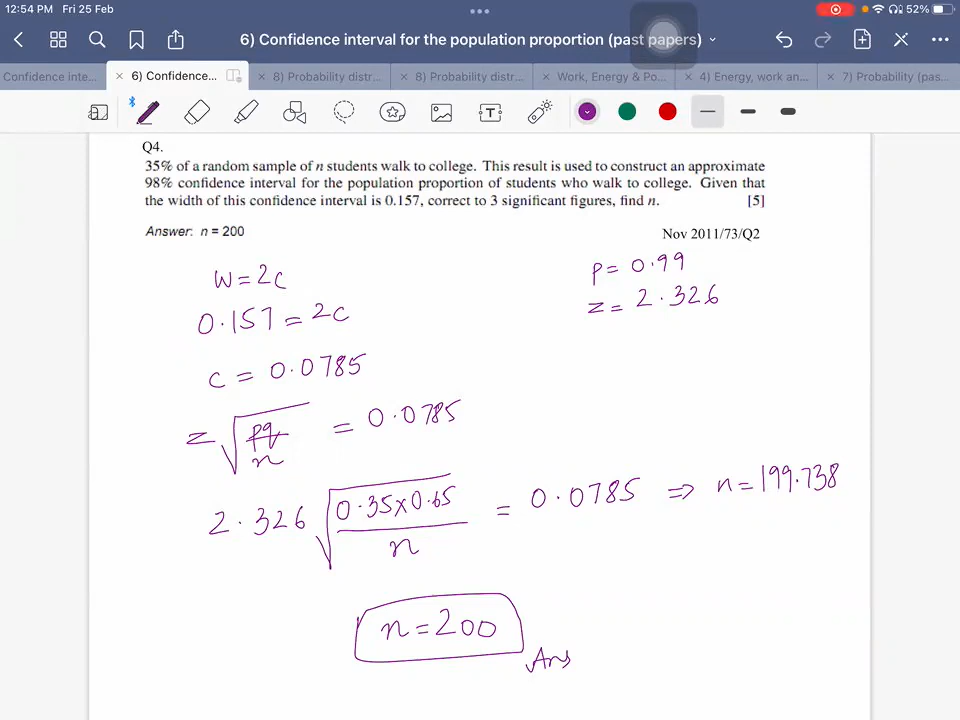 12:54 PM Fri 25 Feb
52%
6) Confidence interval for the population proportion (past papers)
Confidence inte... × 6) Confidence... × 8) Probability distr... × 8) Probability distr... × Work, Energy & Po... × 4) Energy, work an... × 7) Probability (pas...
Q4.
35% of a random sample of n students walk to college. This result is used to construct an approximate
98% confidence interval for the population proportion of students who walk to college. Given that
the width of this confidence interval is 0.157, correct to 3 significant figures, find n. [5]
Answer: n = 200
Nov 2011/73/Q2
W = 2c
P = 0.99
0.157 = 2c
z = 2.326
c = 0.0785
z √(pq/n) = 0.0785
2.326 √(0.35×0.65/n) = 0.0785 ⇒ n = 199.738
n = 200
Ans